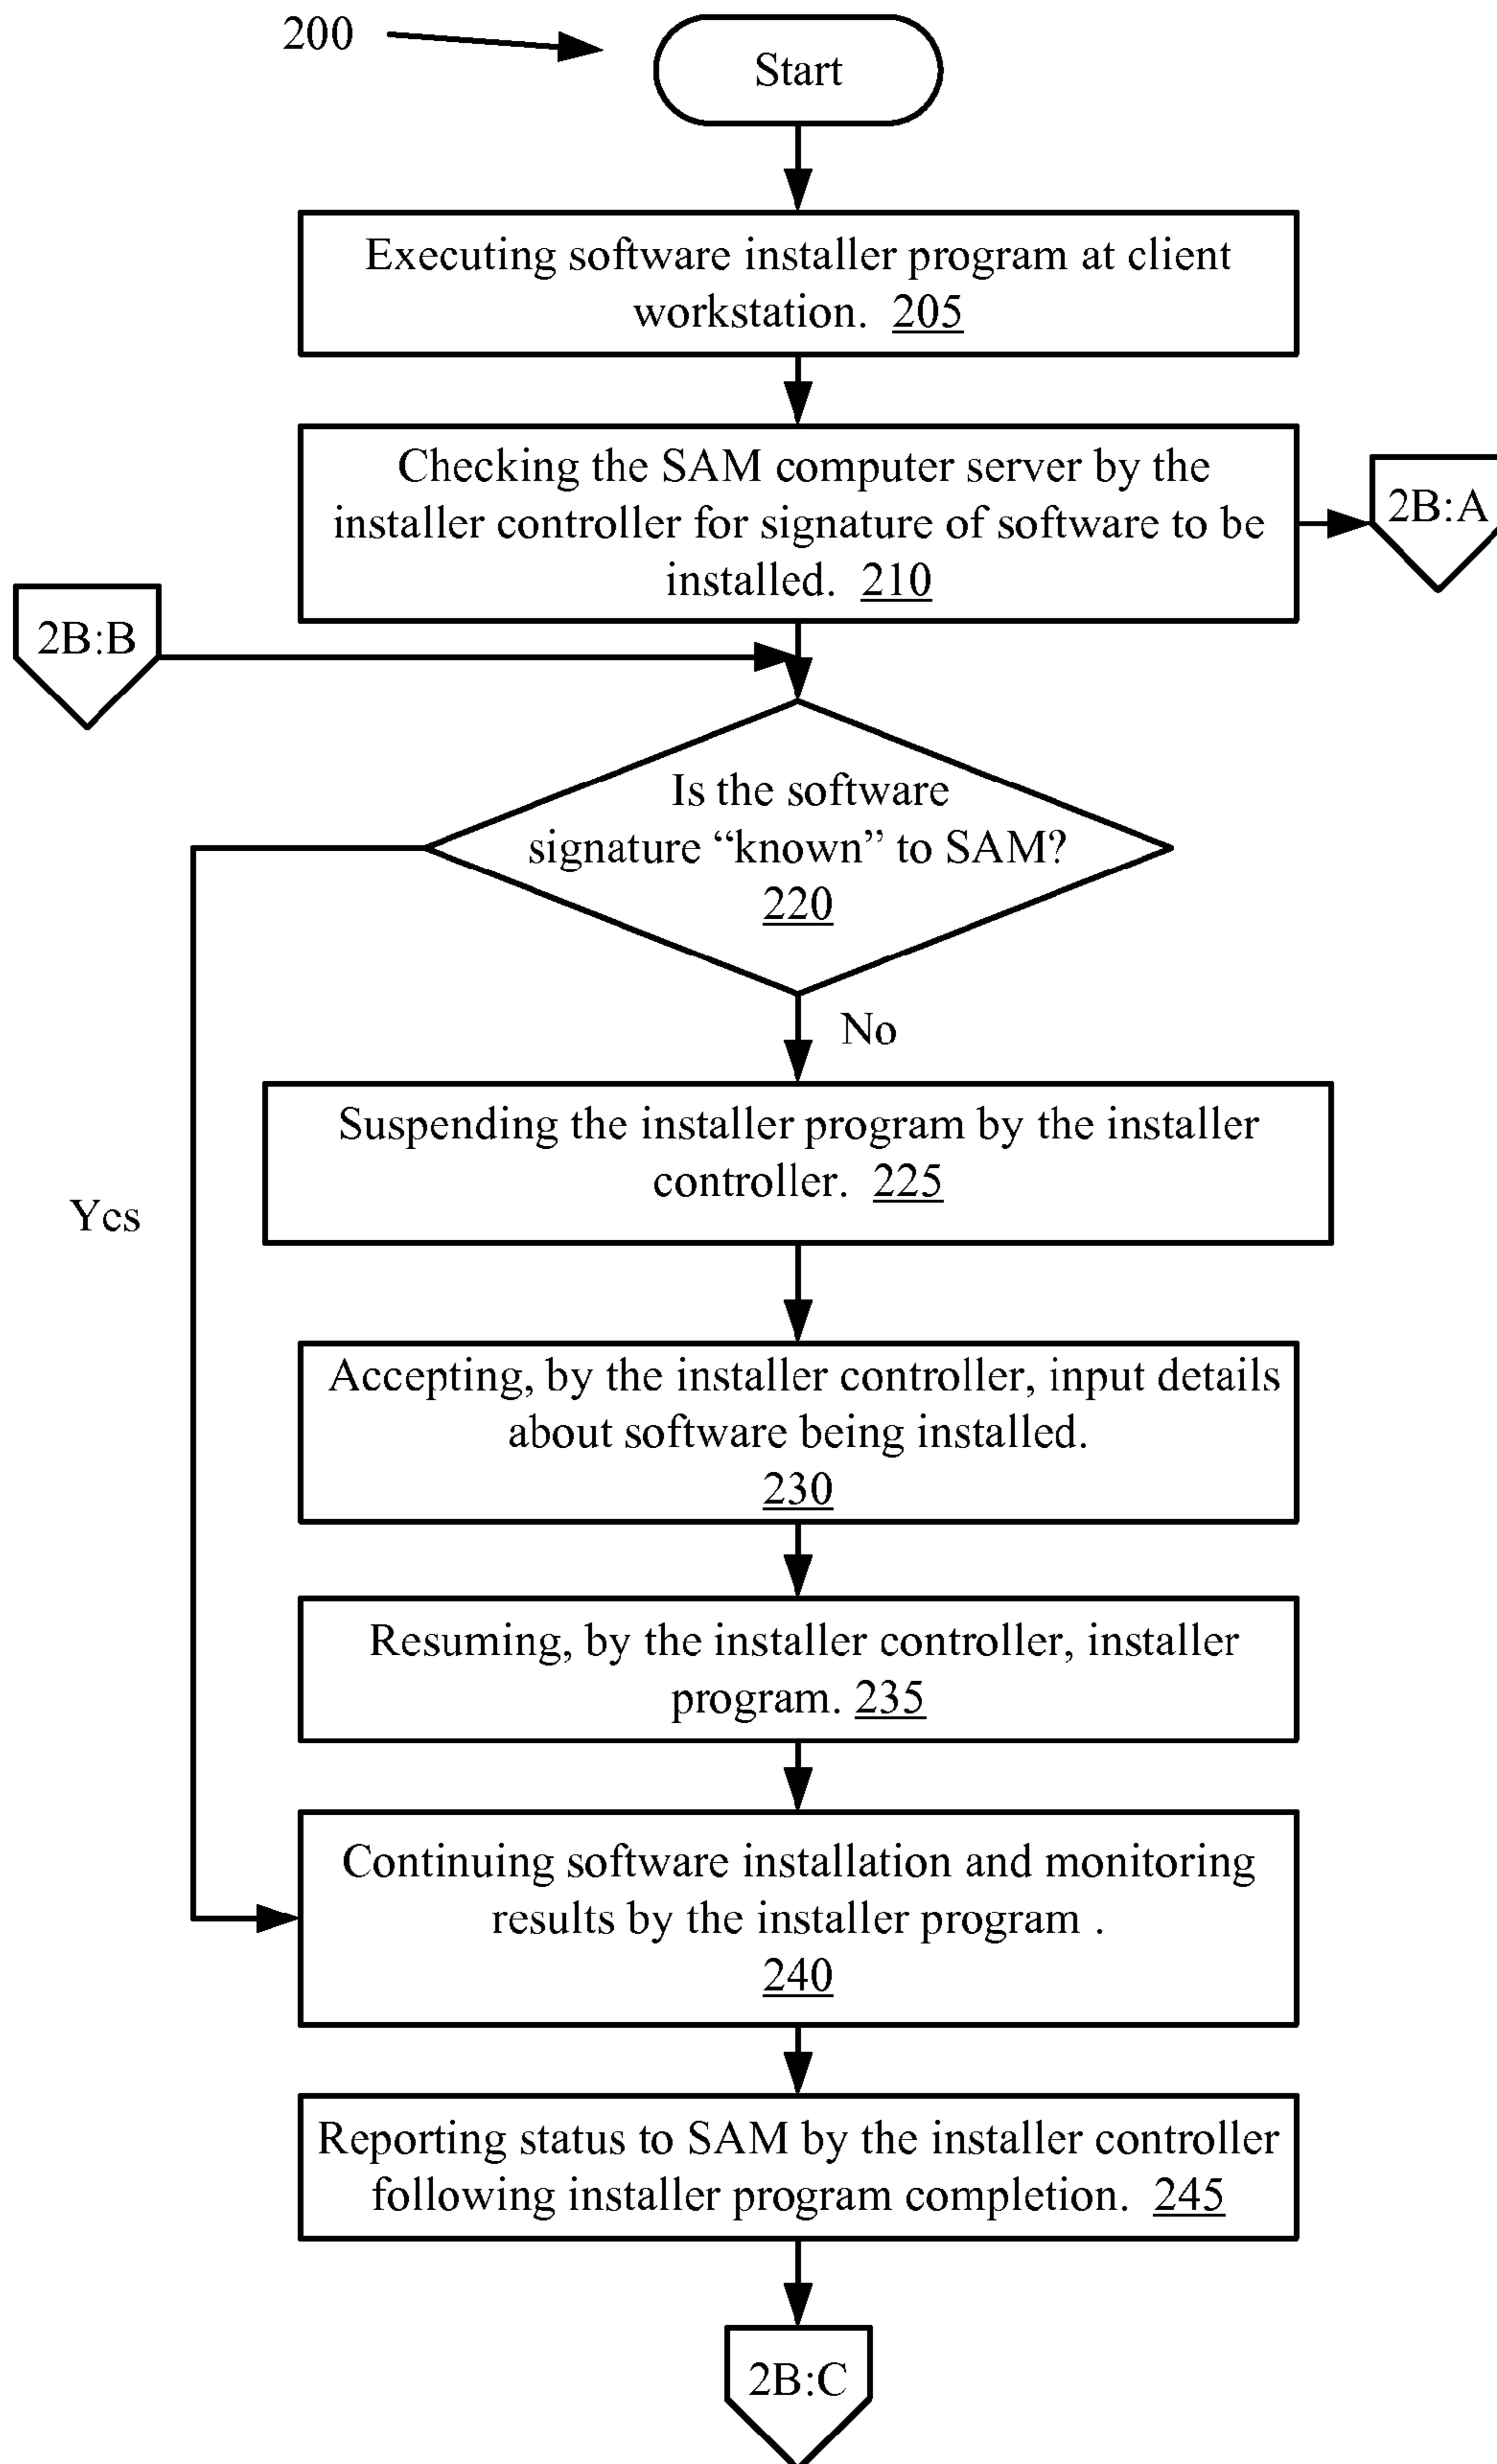 200
Start
Executing software installer program at client
workstation. 205
Checking the SAM computer server by the
installer controller for signature of software to be
installed. 210
2B:A
2B:B
Is the software
signature “known” to SAM?
220
No
Suspending the installer program by the installer
controller. 225
Yes
Accepting, by the installer controller, input details
about software being installed.
230
Resuming, by the installer controller, installer
program. 235
Continuing software installation and monitoring
results by the installer program .
240
Reporting status to SAM by the installer controller
following installer program completion. 245
2B:C